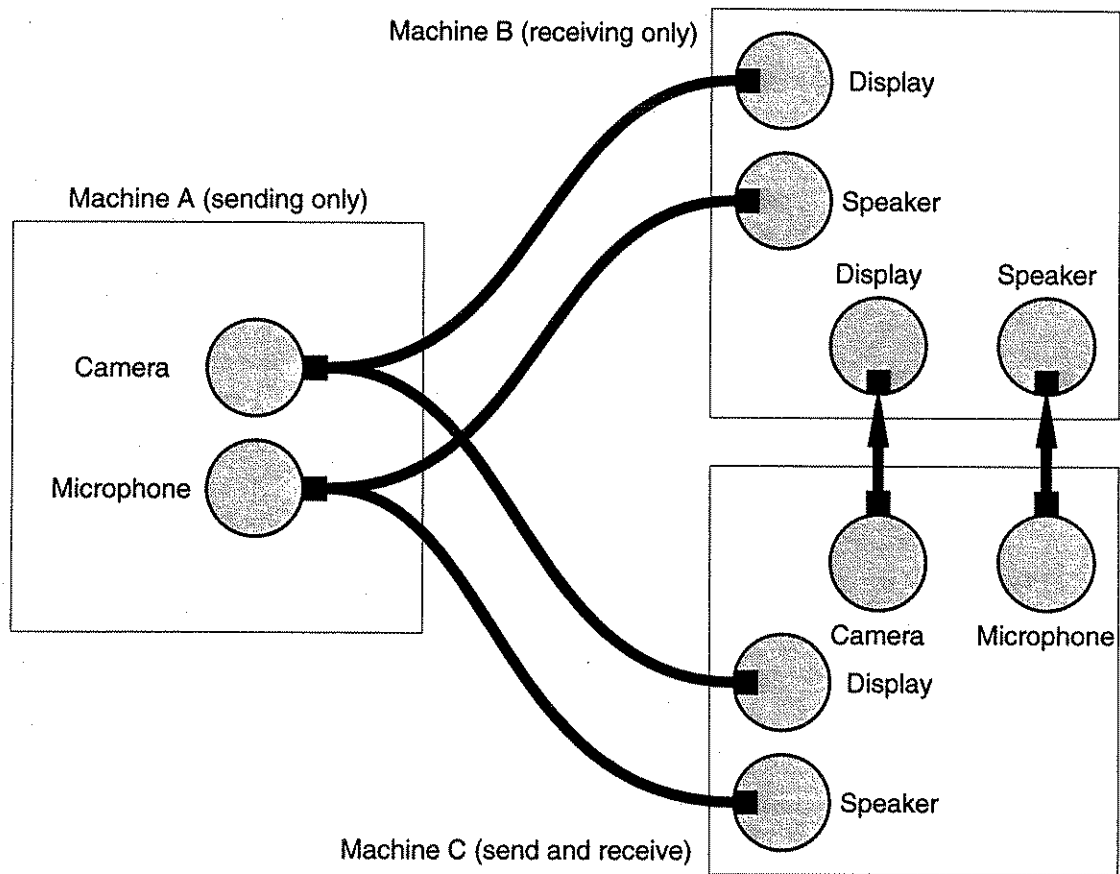 Machine B (receiving only)
Display
Speaker
Display
Speaker
Machine A (sending only)
Camera
Microphone
Camera
Microphone
Display
Speaker
Machine C (send and receive)